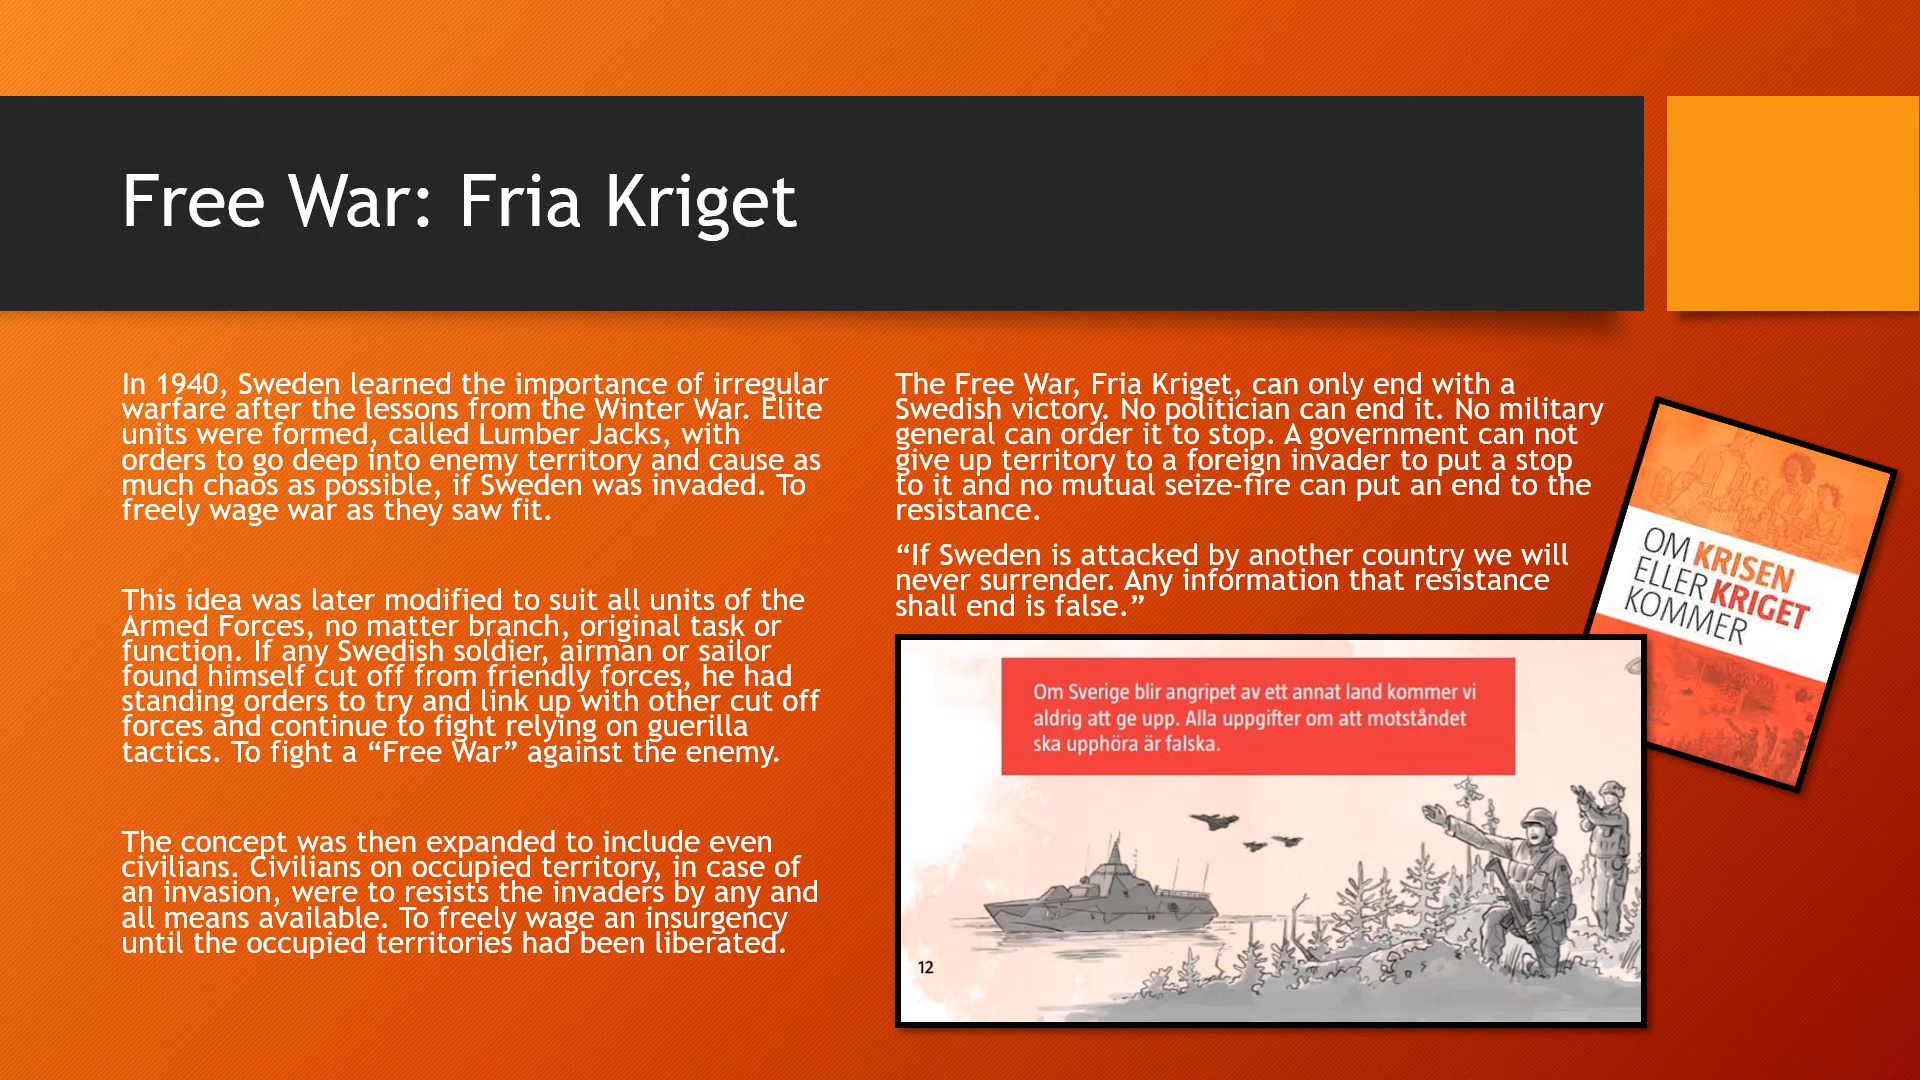 Free War: Fria Kriget
In 1940, Sweden learned the importance of irregular
warfare after the lessons from the Winter War. Elite
units were formed, called Lumber Jacks, with
orders to go deep into enemy territory and cause as
much chaos as possible, if Sweden was invaded. To
freely wage war as they saw fit.
This idea was later modified to suit all units of the
Armed Forces, no matter branch, original task or
function. If any Swedish soldier, airman or sailor
found himself cut off from friendly forces, he had
standing orders to try and link up with other cut off
forces and continue to fight relying on guerilla
tactics. To fight a “Free War” against the enemy.
The concept was then expanded to include even
civilians. Civilians on occupied territory, in case of
an invasion, were to resists the invaders by any and
all means available. To freely wage an insurgency
until the occupied territories had been liberated.
The Free War, Fria Kriget, can only end with a
Swedish victory. No politician can end it. No military
general can order it to stop. A government can not
give up territory to a foreign invader to put a stop
to it and no mutual seize-fire can put an end to the
resistance.
“If Sweden is attacked by another country we will
never surrender. Any information that resistance
shall end is false.”
Om Sverige blir angripet av ett annat land kommer vi
aldrig att ge upp. Alla uppgifter om att motståndet
ska upphöra är falska.
12
OM KRISEN
ELLER KRIGET
KOMMER